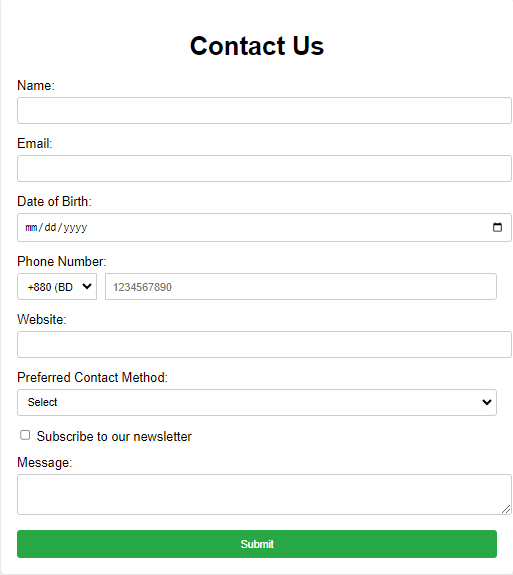 Contact Us
Name:
Email:
Date of Birth:
mm/dd/yyyy
Phone Number:
+880 (BD 1234567890
Website:
Preferred Contact Method:
Select
Subscribe to our newsletter
Message:
Submit